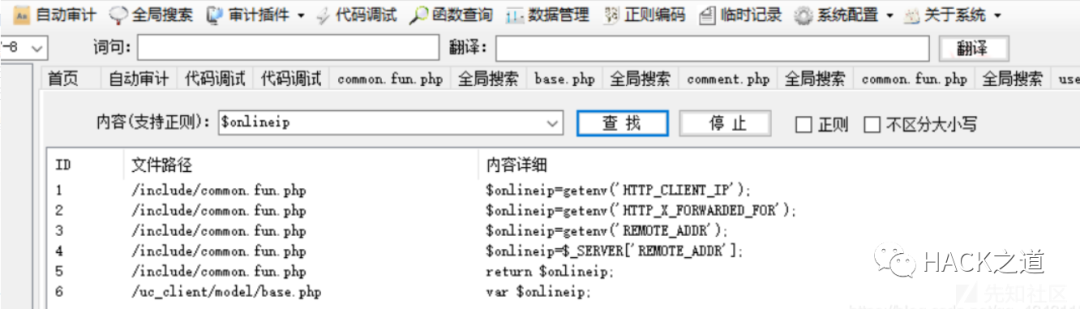 自动审计 全局搜索 审计插件 代码调试 函数查询 数据管理 正则编码 临时记录 系统配置 关于系统
-8 词句: 翻译: 翻译
首页 自动审计 代码调试 代码调试 common.fun.php 全局搜索 base.php 全局搜索 comment.php 全局搜索 common.fun.php 全局搜索 use
内容(支持正则): $onlineip 查 找 停 止 正则 不区分大小写
ID 文件路径 内容详细
1 /include/common.fun.php $onlineip=getenv('HTTP_CLIENT_IP');
2 /include/common.fun.php $onlineip=getenv('HTTP_X_FORWARDED_FOR');
3 /include/common.fun.php $onlineip=getenv('REMOTE_ADDR');
4 /include/common.fun.php $onlineip=$_SERVER['REMOTE_ADDR'];
5 /include/common.fun.php return $onlineip;
6 /uc_client/model/base.php var $onlineip;
HACK之道
先知社区